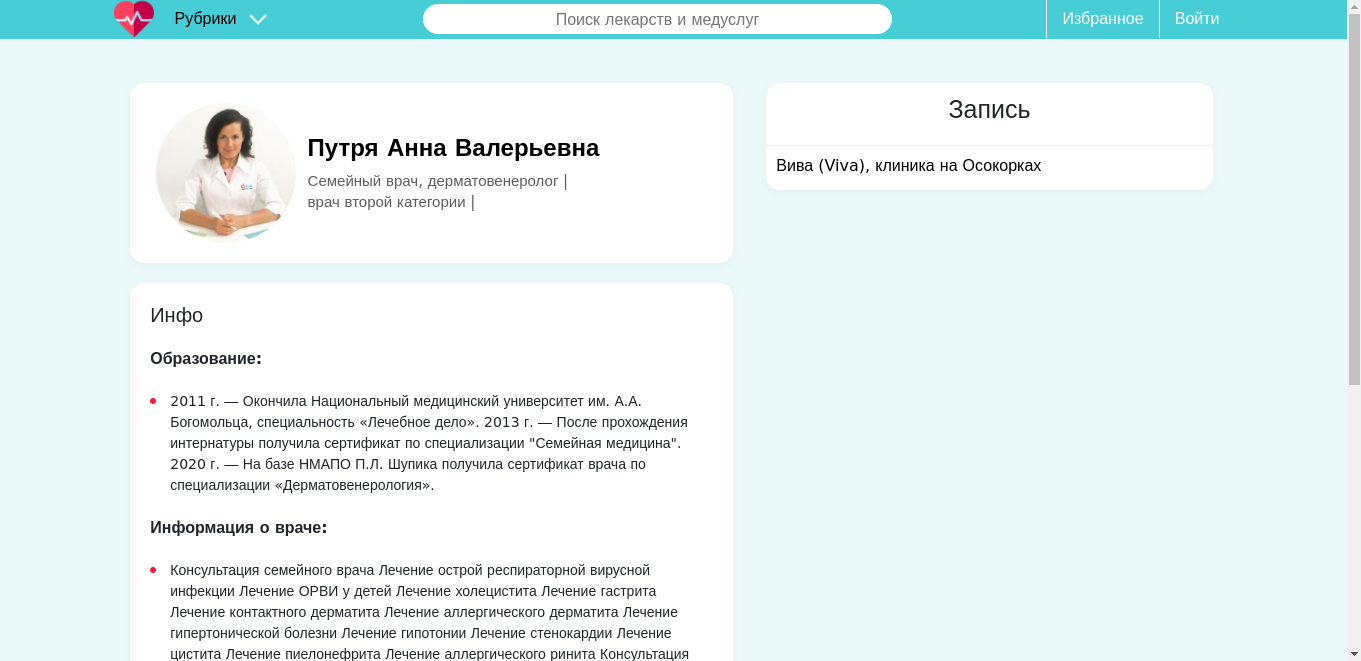 Рубрики
Поиск лекарств и медуслуг
Избранное
Войти
Путря Анна Валерьевна
Семейный врач, дерматовенеролог |
врач второй категории |
Запись
Вива (Viva), клиника на Осокорках
Инфо
Образование:
2011 г. — Окончила Национальный медицинский университет им. А.А.
Богомольца, специальность «Лечебное дело». 2013 г. — После прохождения
интернатуры получила сертификат по специализации "Семейная медицина".
2020 г. — На базе НМАПО П.Л. Шупика получила сертификат врача по
специализации «Дерматовенерология».
Информация о враче:
Консультация семейного врача Лечение острой респираторной вирусной
инфекции Лечение ОРВИ у детей Лечение холецистита Лечение гастрита
Лечение контактного дерматита Лечение аллергического дерматита Лечение
гипертонической болезни Лечение гипотонии Лечение стенокардии Лечение
цистита Лечение пиелонефрита Лечение аллергического ринита Консультация